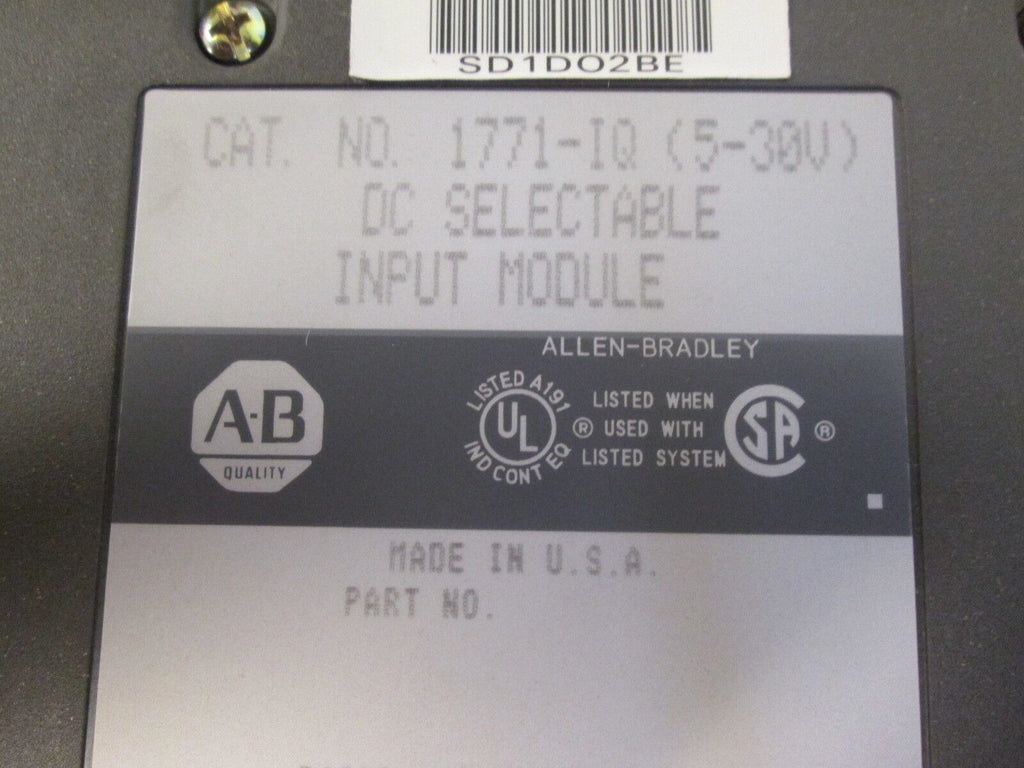 SD1DO2BE
CAT. NO. 1771-IQ (5-30V)
DC SELECTABLE
INPUT MODULE
ALLEN-BRADLEY
A-B
QUALITY
LISTED A191
UL
IND CONT EQ
®
LISTED WHEN
USED WITH
LISTED SYSTEM
SA
®
MADE IN U.S.A.
PART NO.